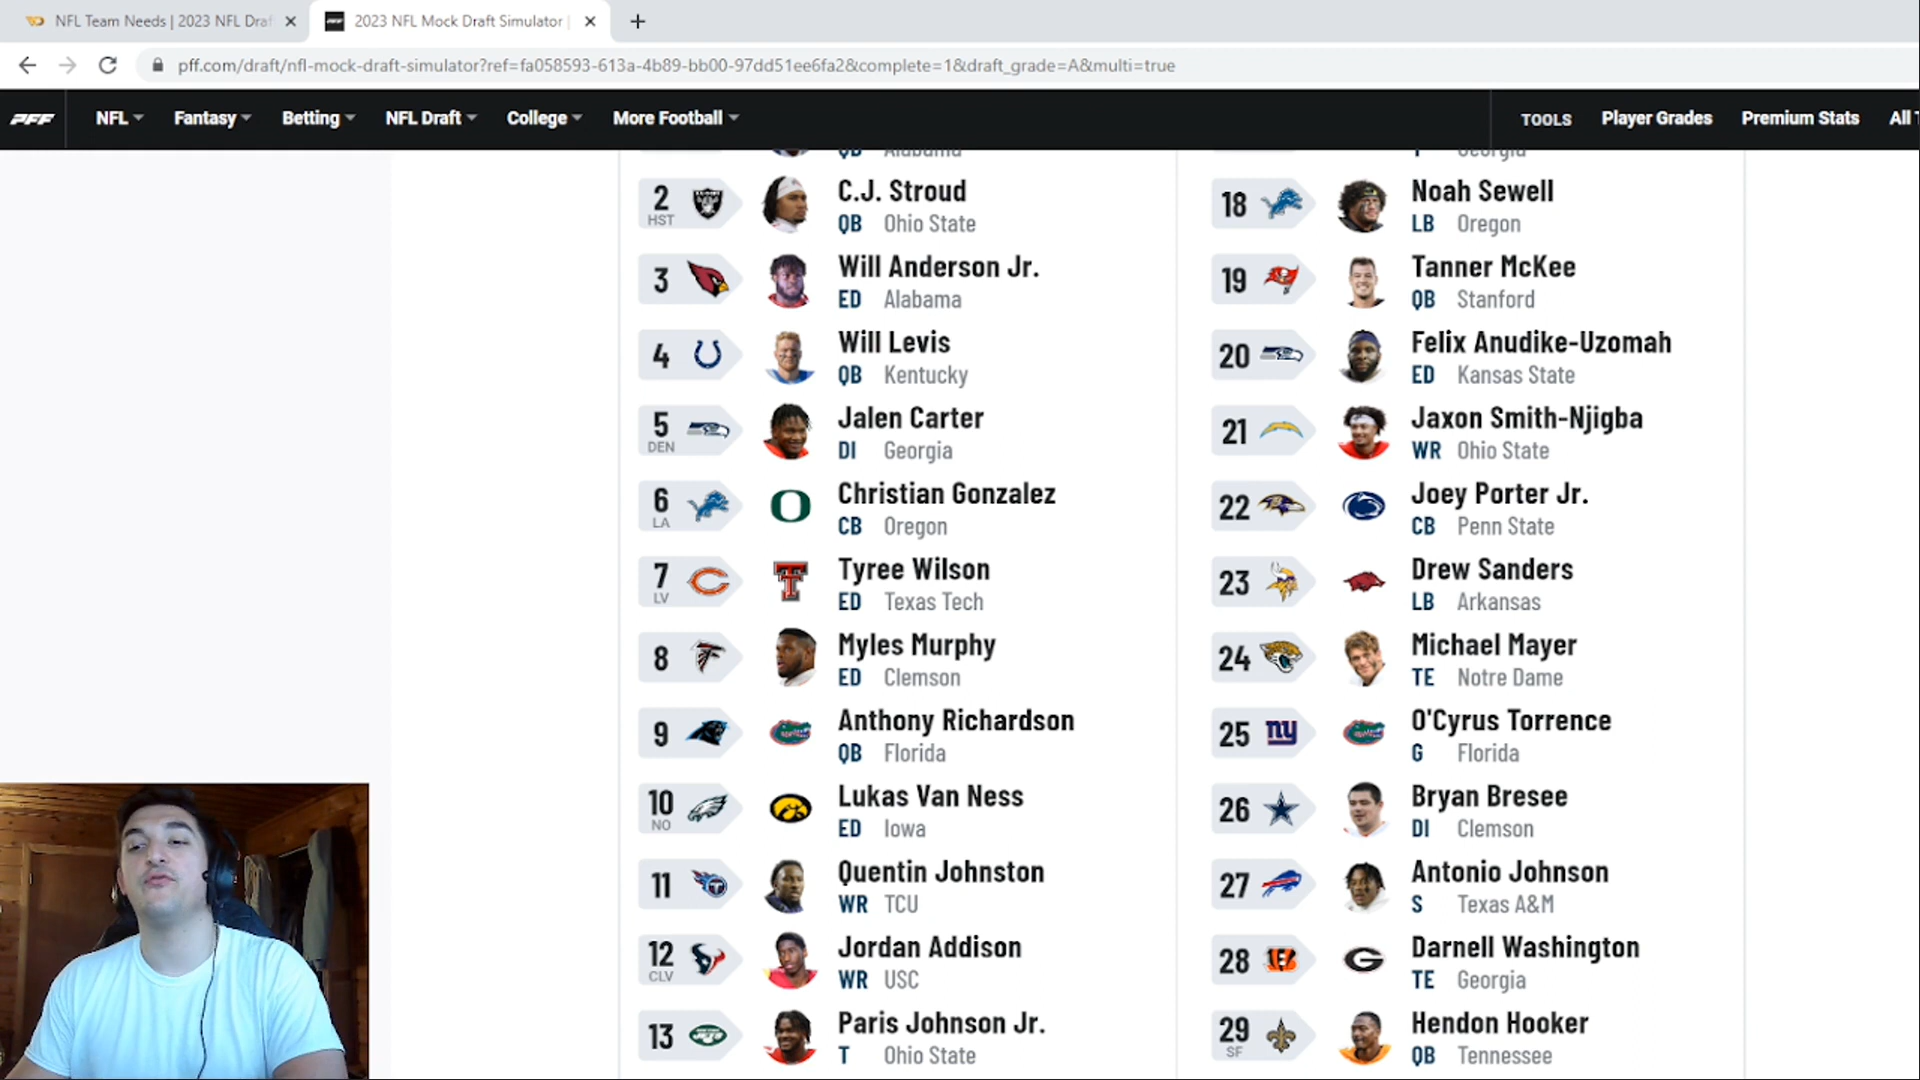 NFL Team Needs | 2023 NFL Draf
2023 NFL Mock Draft Simulator |
pff.com/draft/nfl-mock-draft-simulator?ref=fa058593-613a-4b89-bb00-97dd51ee6fa2&complete=1&draft_grade=A&multi=true
PFF NFL Fantasy Betting NFL Draft College More Football TOOLS Player Grades Premium Stats All T
QB Alabama
2 C.J. Stroud
HST QB Ohio State
3 Will Anderson Jr.
ED Alabama
4 Will Levis
QB Kentucky
5 Jalen Carter
DEN DI Georgia
6 Christian Gonzalez
LA CB Oregon
7 Tyree Wilson
LV ED Texas Tech
8 Myles Murphy
ED Clemson
9 Anthony Richardson
QB Florida
10 Lukas Van Ness
NO ED Iowa
11 Quentin Johnston
WR TCU
12 Jordan Addison
CLV WR USC
13 Paris Johnson Jr.
T Ohio State
T Georgia
18 Noah Sewell
LB Oregon
19 Tanner McKee
QB Stanford
20 Felix Anudike-Uzomah
ED Kansas State
21 Jaxon Smith-Njigba
WR Ohio State
22 Joey Porter Jr.
CB Penn State
23 Drew Sanders
LB Arkansas
24 Michael Mayer
TE Notre Dame
25 ny O'Cyrus Torrence
G Florida
26 Bryan Bresee
DI Clemson
27 Antonio Johnson
S Texas A&M
28 Darnell Washington
TE Georgia
29 Hendon Hooker
SF QB Tennessee